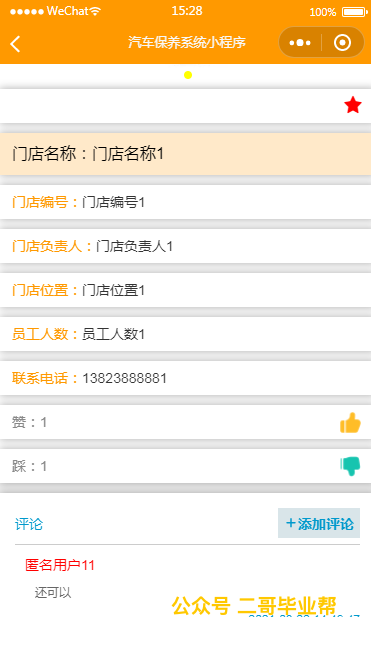 WeChat 15:28 100%
汽车保养系统小程序
门店名称：门店名称1
门店编号：门店编号1
门店负责人：门店负责人1
门店位置：门店位置1
员工人数：员工人数1
联系电话：13823888881
赞：1
踩：1
评论 +添加评论
匿名用户11
还可以
公众号 二哥毕业帮